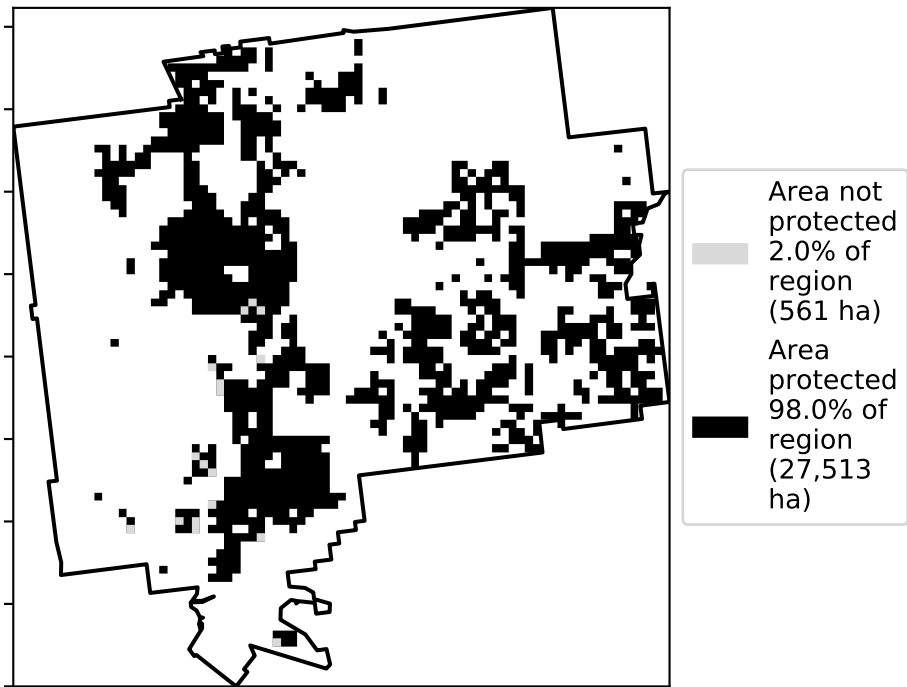 Area not
protected
2.0% of
region
(561 ha)
Area
protected
98.0% of
region
(27,513
ha)